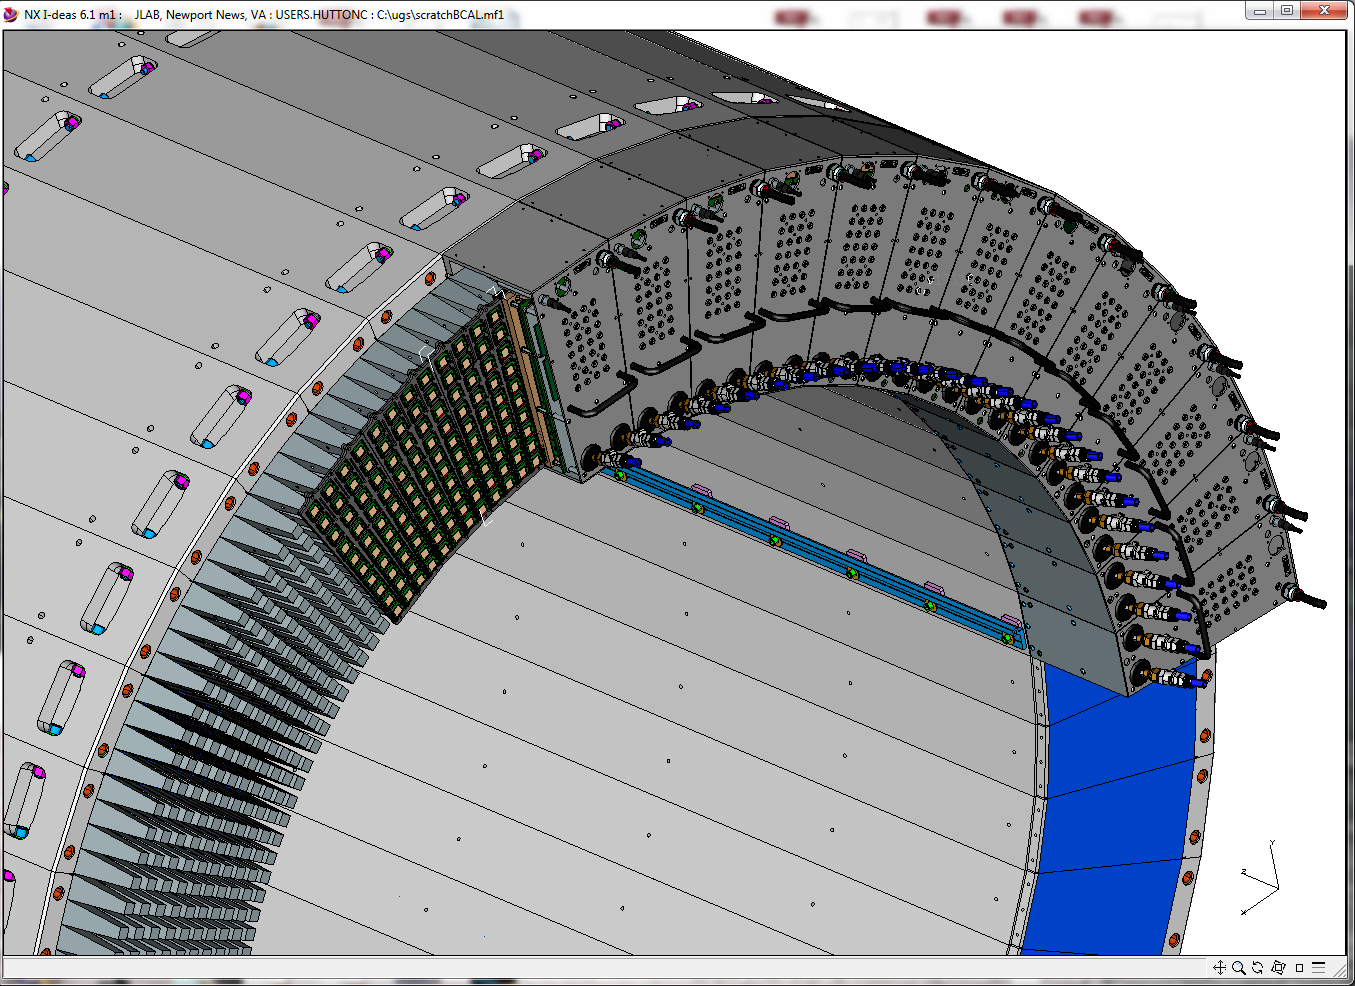 NX I-deas 6.1 m1 : JLAB, Newport News, VA : USERS.HUTTONC : C:\ugs\scratchBCAL.mf1
Y
Z
X